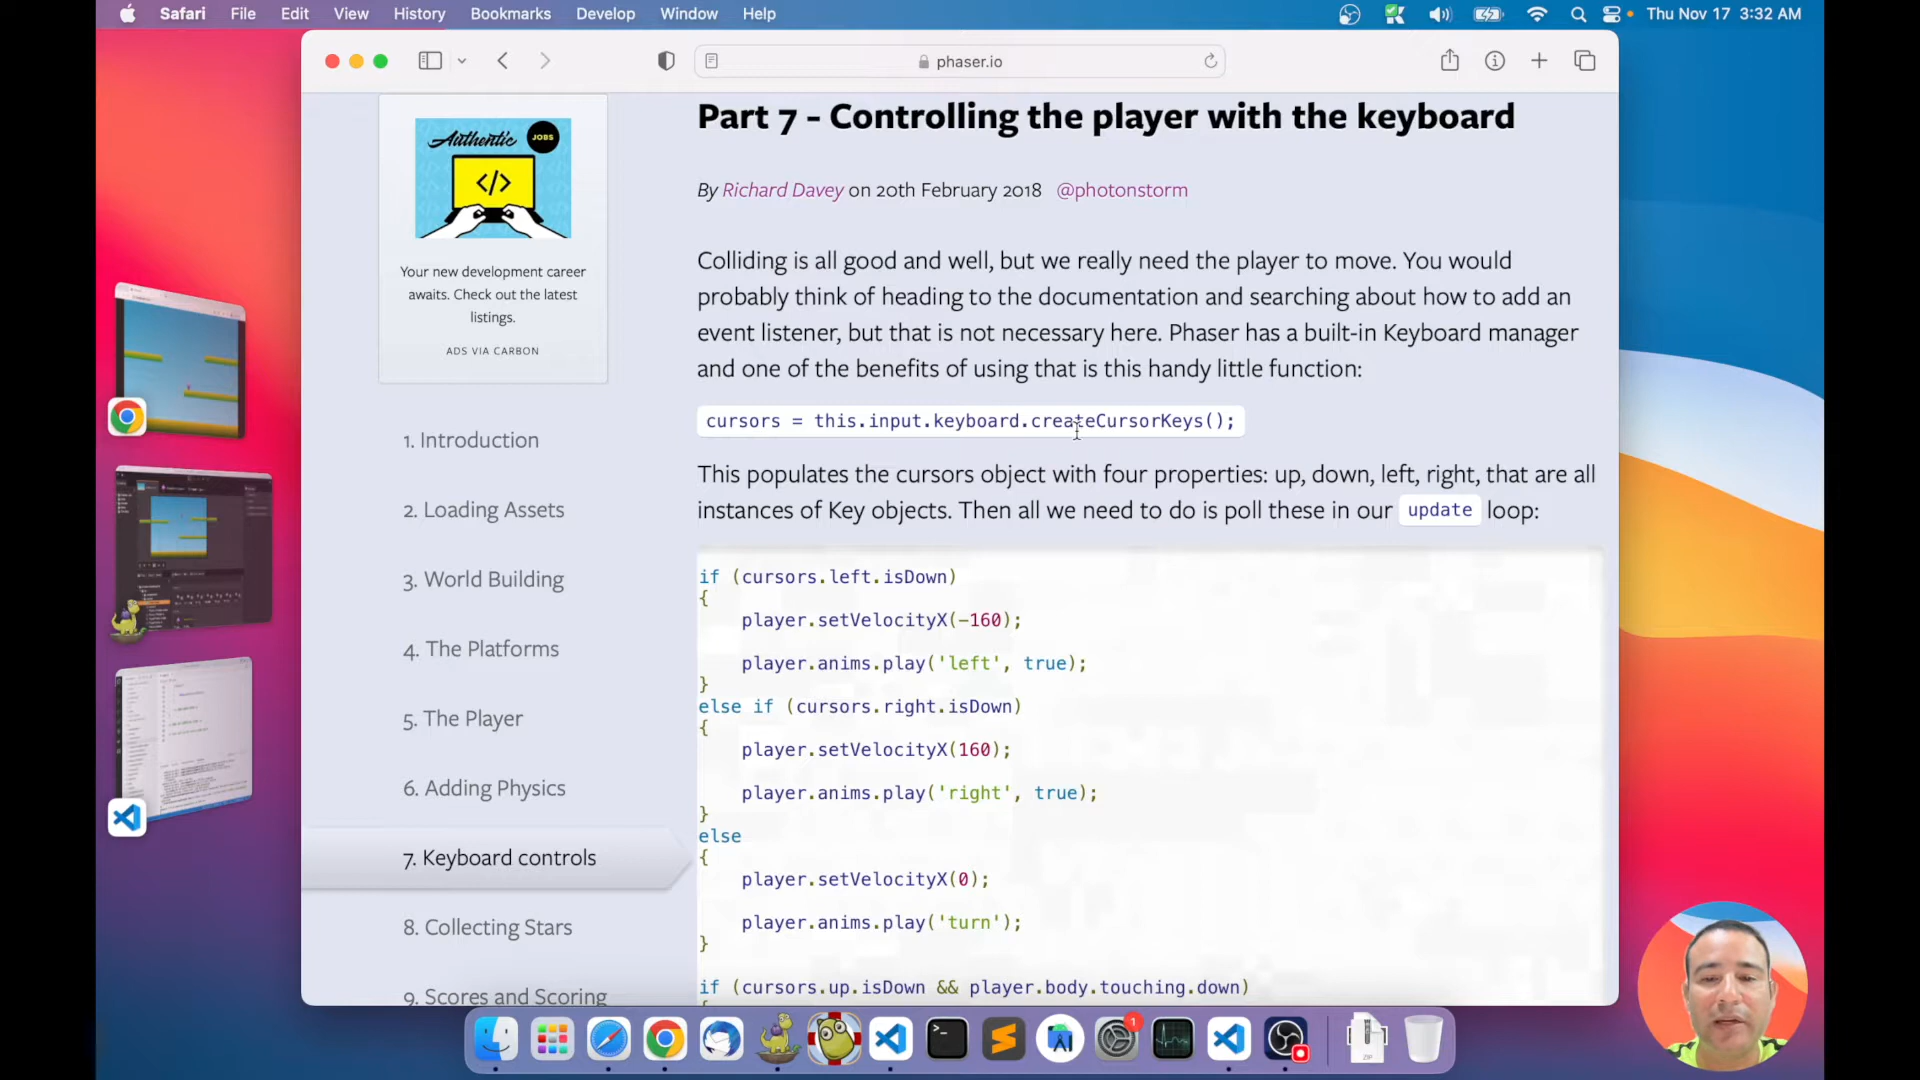 Safari File Edit View History Bookmarks Develop Window Help
Thu Nov 17 3:32 AM
phaser.io
Authentic JOBS
</>
Your new development career
awaits. Check out the latest
listings.
ADS VIA CARBON
1. Introduction
2. Loading Assets
3. World Building
4. The Platforms
5. The Player
6. Adding Physics
7. Keyboard controls
8. Collecting Stars
9. Scores and Scoring
Part 7 - Controlling the player with the keyboard
By Richard Davey on 20th February 2018 @photonstorm
Colliding is all good and well, but we really need the player to move. You would
probably think of heading to the documentation and searching about how to add an
event listener, but that is not necessary here. Phaser has a built-in Keyboard manager
and one of the benefits of using that is this handy little function:
cursors = this.input.keyboard.createCursorKeys();
This populates the cursors object with four properties: up, down, left, right, that are all
instances of Key objects. Then all we need to do is poll these in our update loop:
if (cursors.left.isDown)
{
player.setVelocityX(-160);
player.anims.play('left', true);
}
else if (cursors.right.isDown)
{
player.setVelocityX(160);
player.anims.play('right', true);
}
else
{
player.setVelocityX(0);
player.anims.play('turn');
}
if (cursors.up.isDown && player.body.touching.down)
1
ZIP